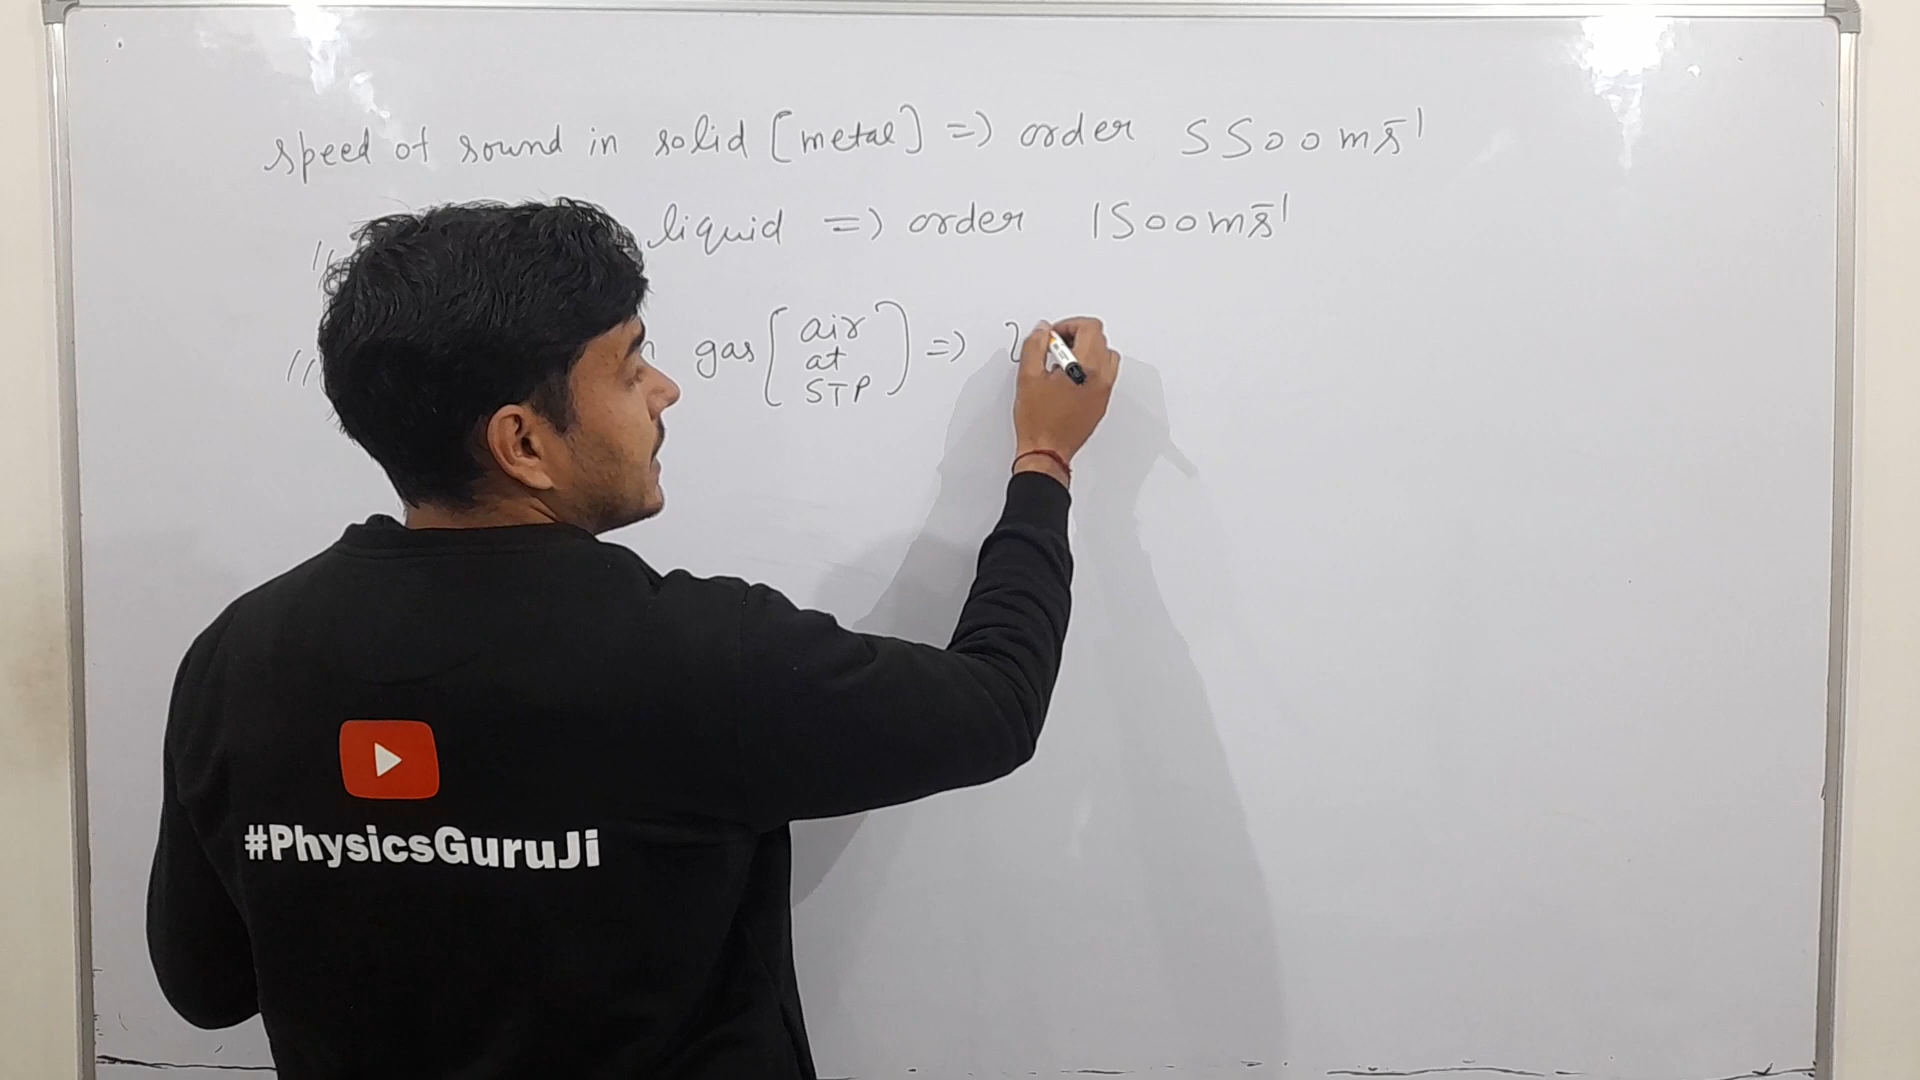 speed of sound in solid [metal] => order 5500 ms⁻¹
" liquid => order 1500 ms⁻¹
" gas [air at STP] =>
#PhysicsGuruJi